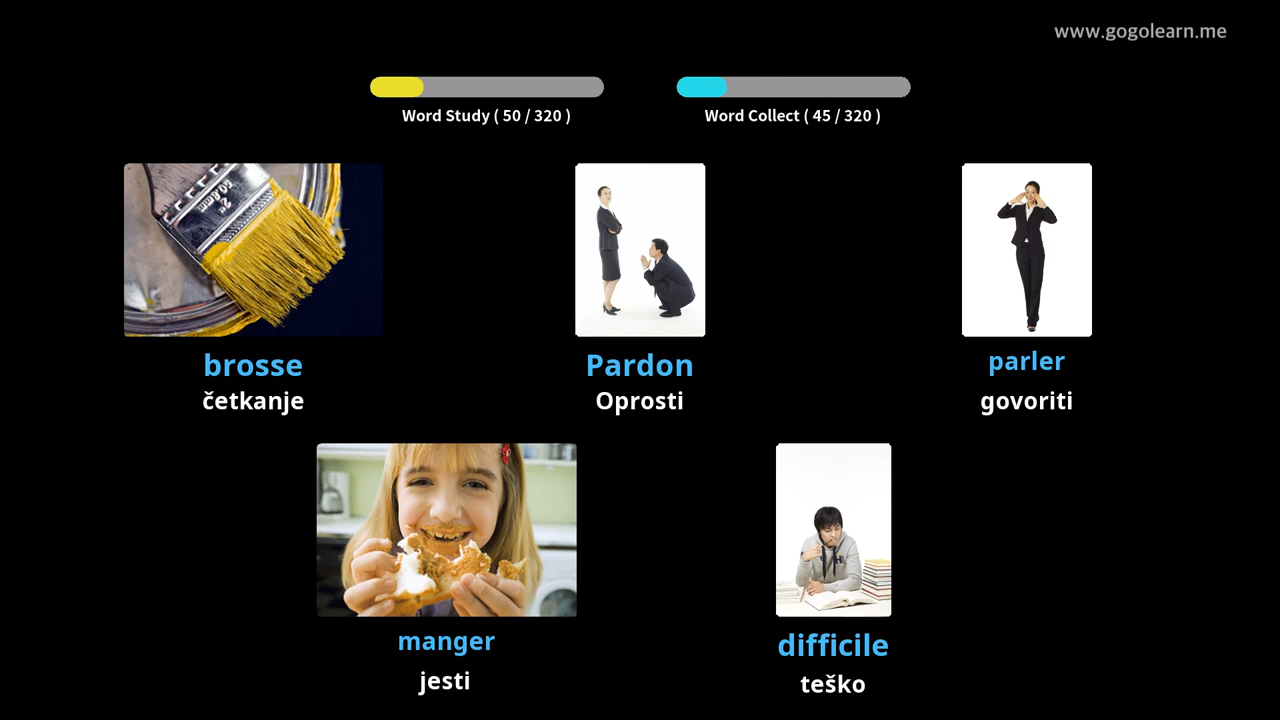 www.gogolearn.me
Word Study ( 50 / 320 )
Word Collect ( 45 / 320 )
brosse
četkanje
Pardon
Oprosti
parler
govoriti
manger
jesti
difficile
teško